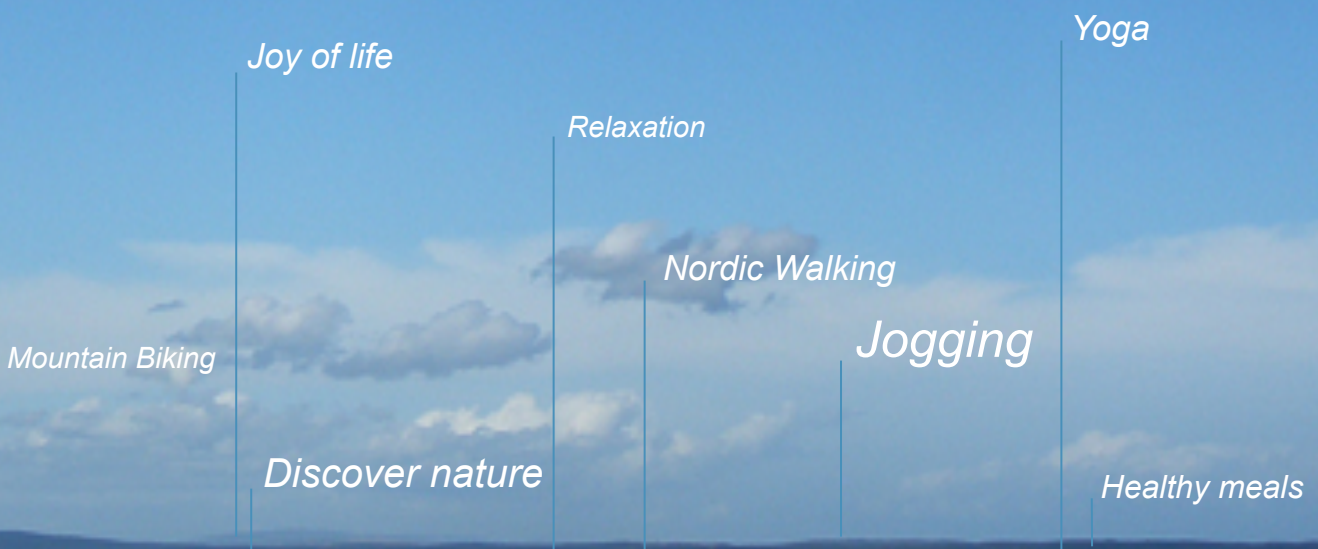 Yoga
Joy of life
Relaxation
Nordic Walking
Jogging
Mountain Biking
Discover nature
Healthy meals